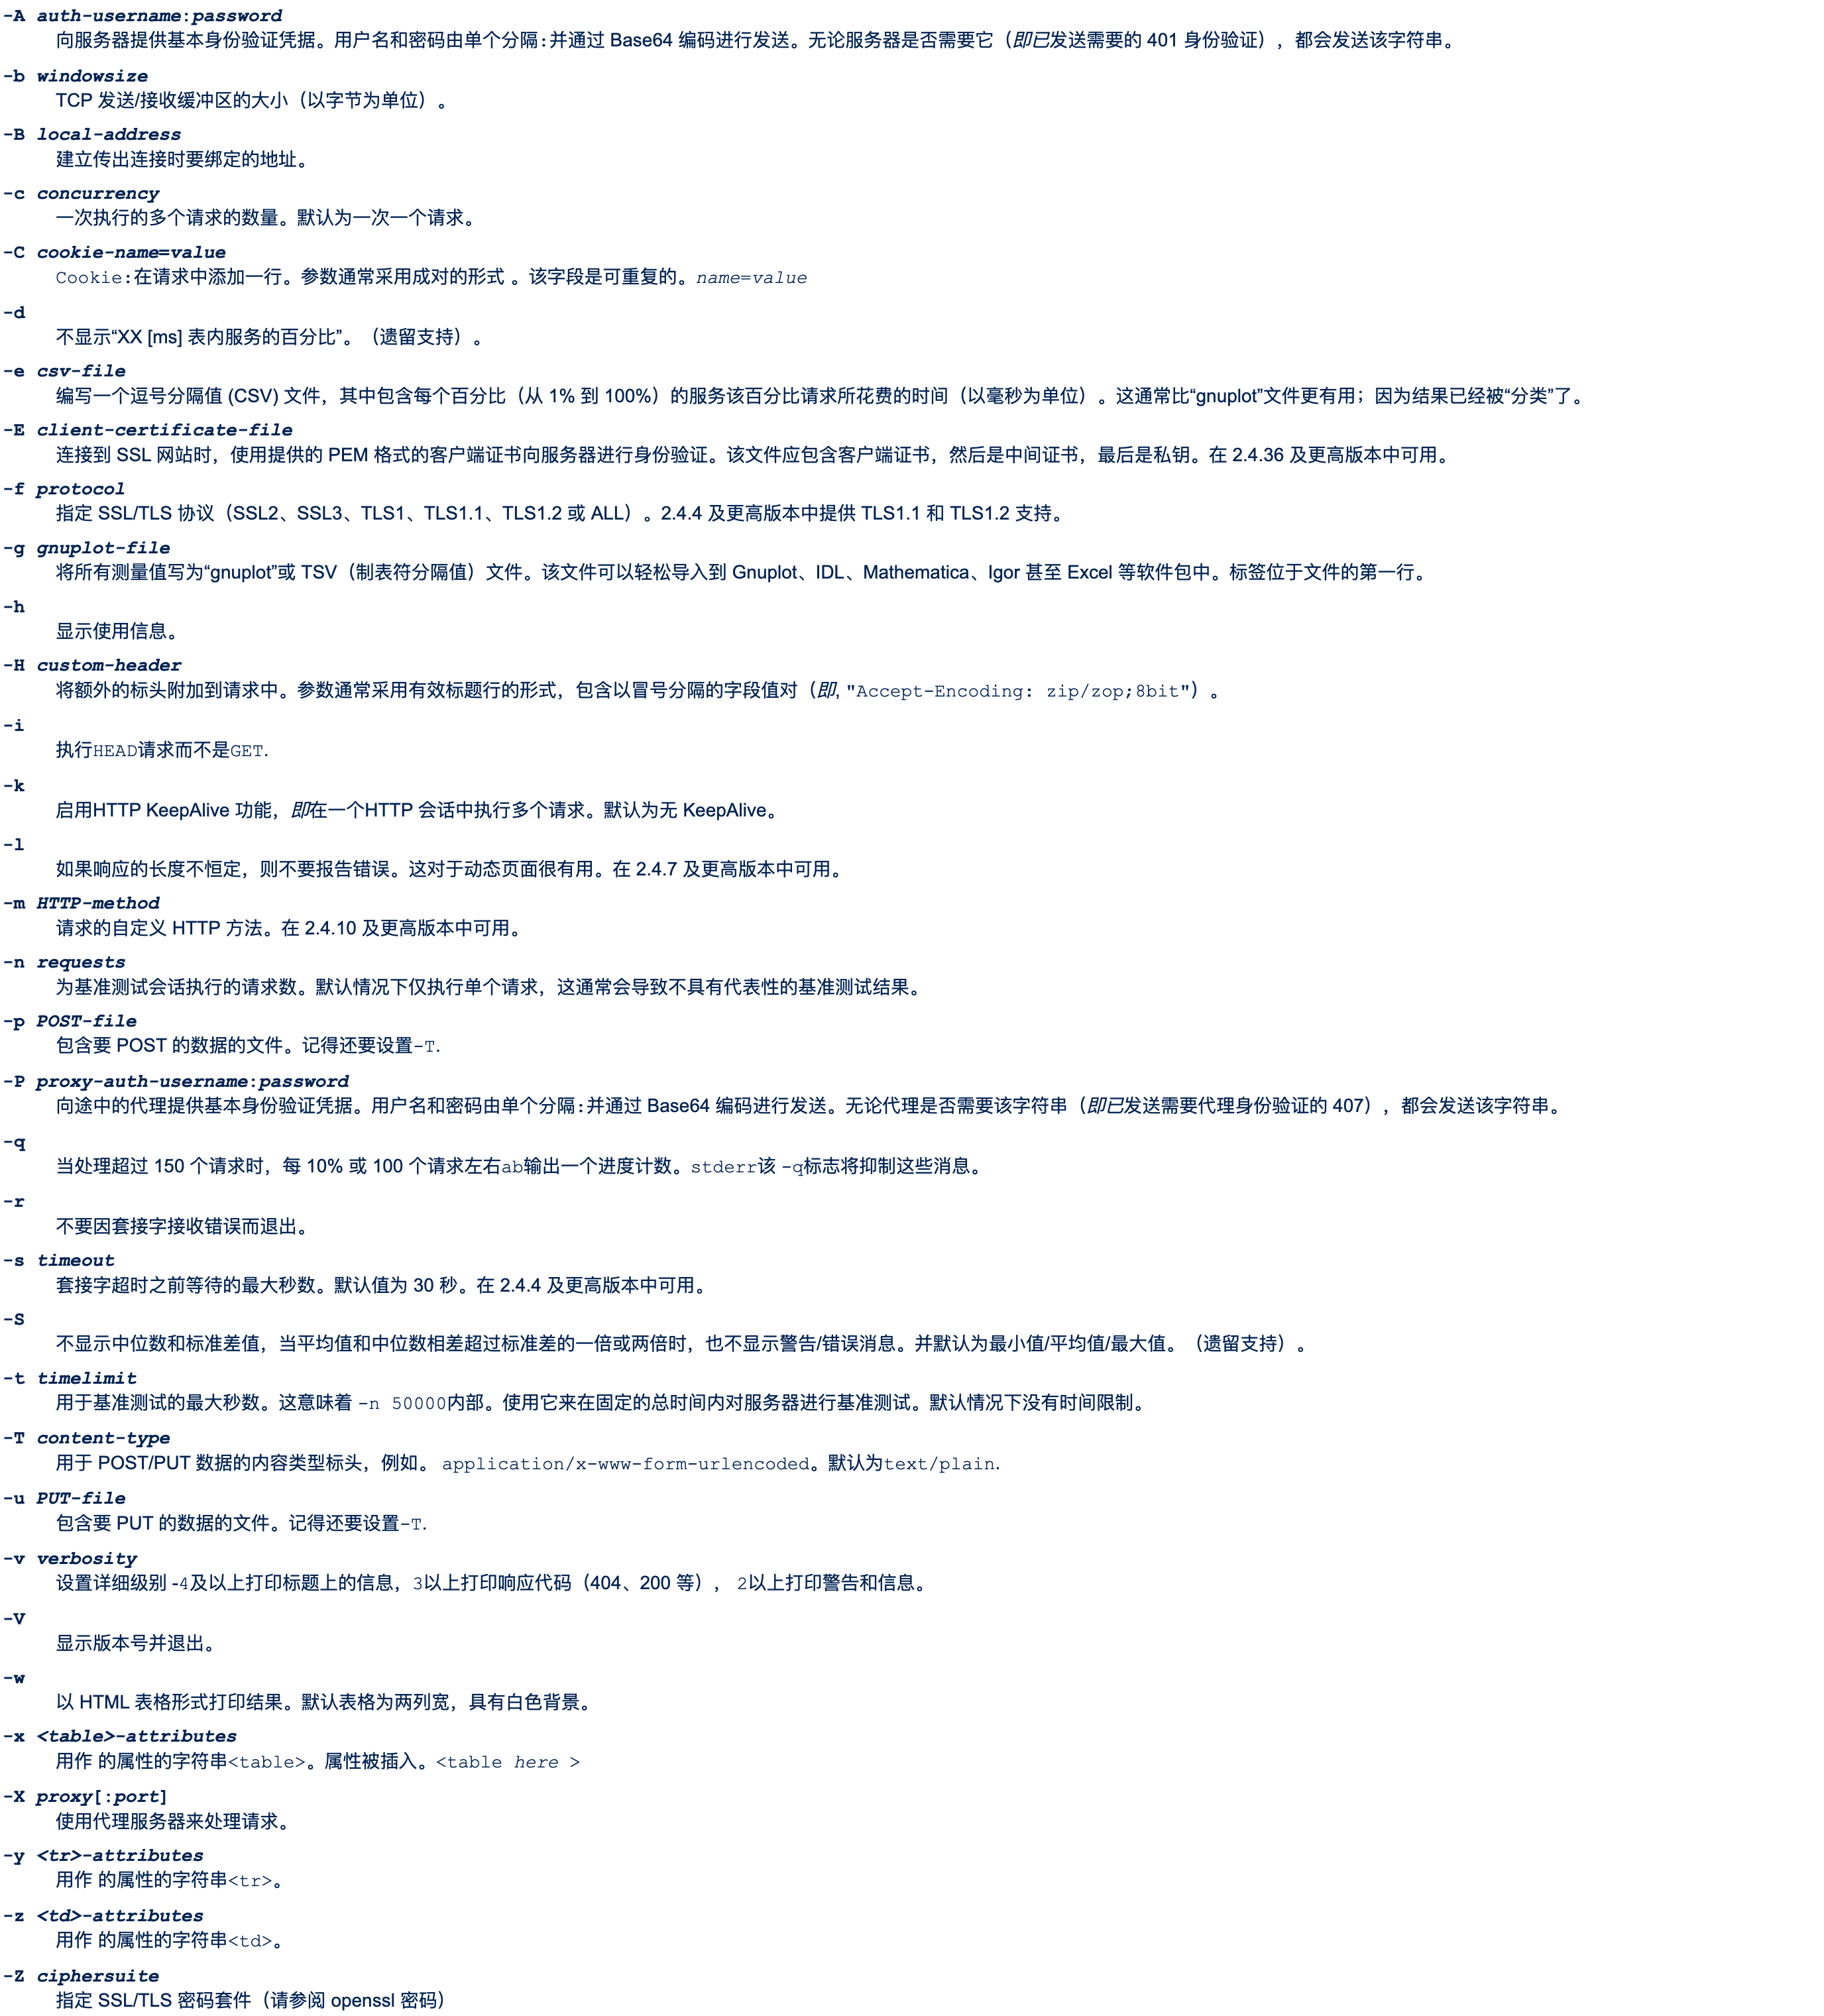 -A auth-username:password
向服务器提供基本身份验证凭据。用户名和密码由单个分隔:并通过 Base64 编码进行发送。无论服务器是否需要它（即已发送需要的 401 身份验证），都会发送该字符串。
-b windowsize
TCP 发送/接收缓冲区的大小（以字节为单位）。
-B local-address
建立传出连接时要绑定的地址。
-c concurrency
一次执行的多个请求的数量。默认为一次一个请求。
-C cookie-name=value
Cookie:在请求中添加一行。参数通常采用成对的形式 。该字段是可重复的。name=value
-d
不显示“XX [ms] 表内服务的百分比”。（遗留支持）。
-e csv-file
编写一个逗号分隔值 (CSV) 文件，其中包含每个百分比（从 1% 到 100%）的服务该百分比请求所花费的时间（以毫秒为单位）。这通常比“gnuplot”文件更有用；因为结果已经被“分类”了。
-E client-certificate-file
连接到 SSL 网站时，使用提供的 PEM 格式的客户端证书向服务器进行身份验证。该文件应包含客户端证书，然后是中间证书，最后是私钥。在 2.4.36 及更高版本中可用。
-f protocol
指定 SSL/TLS 协议（SSL2、SSL3、TLS1、TLS1.1、TLS1.2 或 ALL）。2.4.4 及更高版本中提供 TLS1.1 和 TLS1.2 支持。
-g gnuplot-file
将所有测量值写为“gnuplot”或 TSV（制表符分隔值）文件。该文件可以轻松导入到 Gnuplot、IDL、Mathematica、Igor 甚至 Excel 等软件包中。标签位于文件的第一行。
-h
显示使用信息。
-H custom-header
将额外的标头附加到请求中。参数通常采用有效标题行的形式，包含以冒号分隔的字段值对（即, "Accept-Encoding: zip/zop;8bit"）。
-i
执行HEAD请求而不是GET.
-k
启用HTTP KeepAlive 功能，即在一个HTTP 会话中执行多个请求。默认为无 KeepAlive。
-l
如果响应的长度不恒定，则不要报告错误。这对于动态页面很有用。在 2.4.7 及更高版本中可用。
-m HTTP-method
请求的自定义 HTTP 方法。在 2.4.10 及更高版本中可用。
-n requests
为基准测试会话执行的请求数。默认情况下仅执行单个请求，这通常会导致不具有代表性的基准测试结果。
-p POST-file
包含要 POST 的数据的文件。记得还要设置-T.
-P proxy-auth-username:password
向途中的代理提供基本身份验证凭据。用户名和密码由单个分隔:并通过 Base64 编码进行发送。无论代理是否需要该字符串（即已发送需要代理身份验证的 407），都会发送该字符串。
-q
当处理超过 150 个请求时，每 10% 或 100 个请求左右ab输出一个进度计数。stderr该 -q标志将抑制这些消息。
-r
不要因套接字接收错误而退出。
-s timeout
套接字超时之前等待的最大秒数。默认值为 30 秒。在 2.4.4 及更高版本中可用。
-S
不显示中位数和标准差值，当平均值和中位数相差超过标准差的一倍或两倍时，也不显示警告/错误消息。并默认为最小值/平均值/最大值。（遗留支持）。
-t timelimit
用于基准测试的最大秒数。这意味着 -n 50000内部。使用它来在固定的总时间内对服务器进行基准测试。默认情况下没有时间限制。
-T content-type
用于 POST/PUT 数据的内容类型标头，例如。 application/x-www-form-urlencoded。默认为text/plain.
-u PUT-file
包含要 PUT 的数据的文件。记得还要设置-T.
-v verbosity
设置详细级别 -4及以上打印标题上的信息，3以上打印响应代码（404、200 等）， 2以上打印警告和信息。
-V
显示版本号并退出。
-w
以 HTML 表格形式打印结果。默认表格为两列宽，具有白色背景。
-x <table>-attributes
用作 的属性的字符串<table>。属性被插入。<table here >
-X proxy[:port]
使用代理服务器来处理请求。
-y <tr>-attributes
用作 的属性的字符串<tr>。
-z <td>-attributes
用作 的属性的字符串<td>。
-Z ciphersuite
指定 SSL/TLS 密码套件（请参阅 openssl 密码）